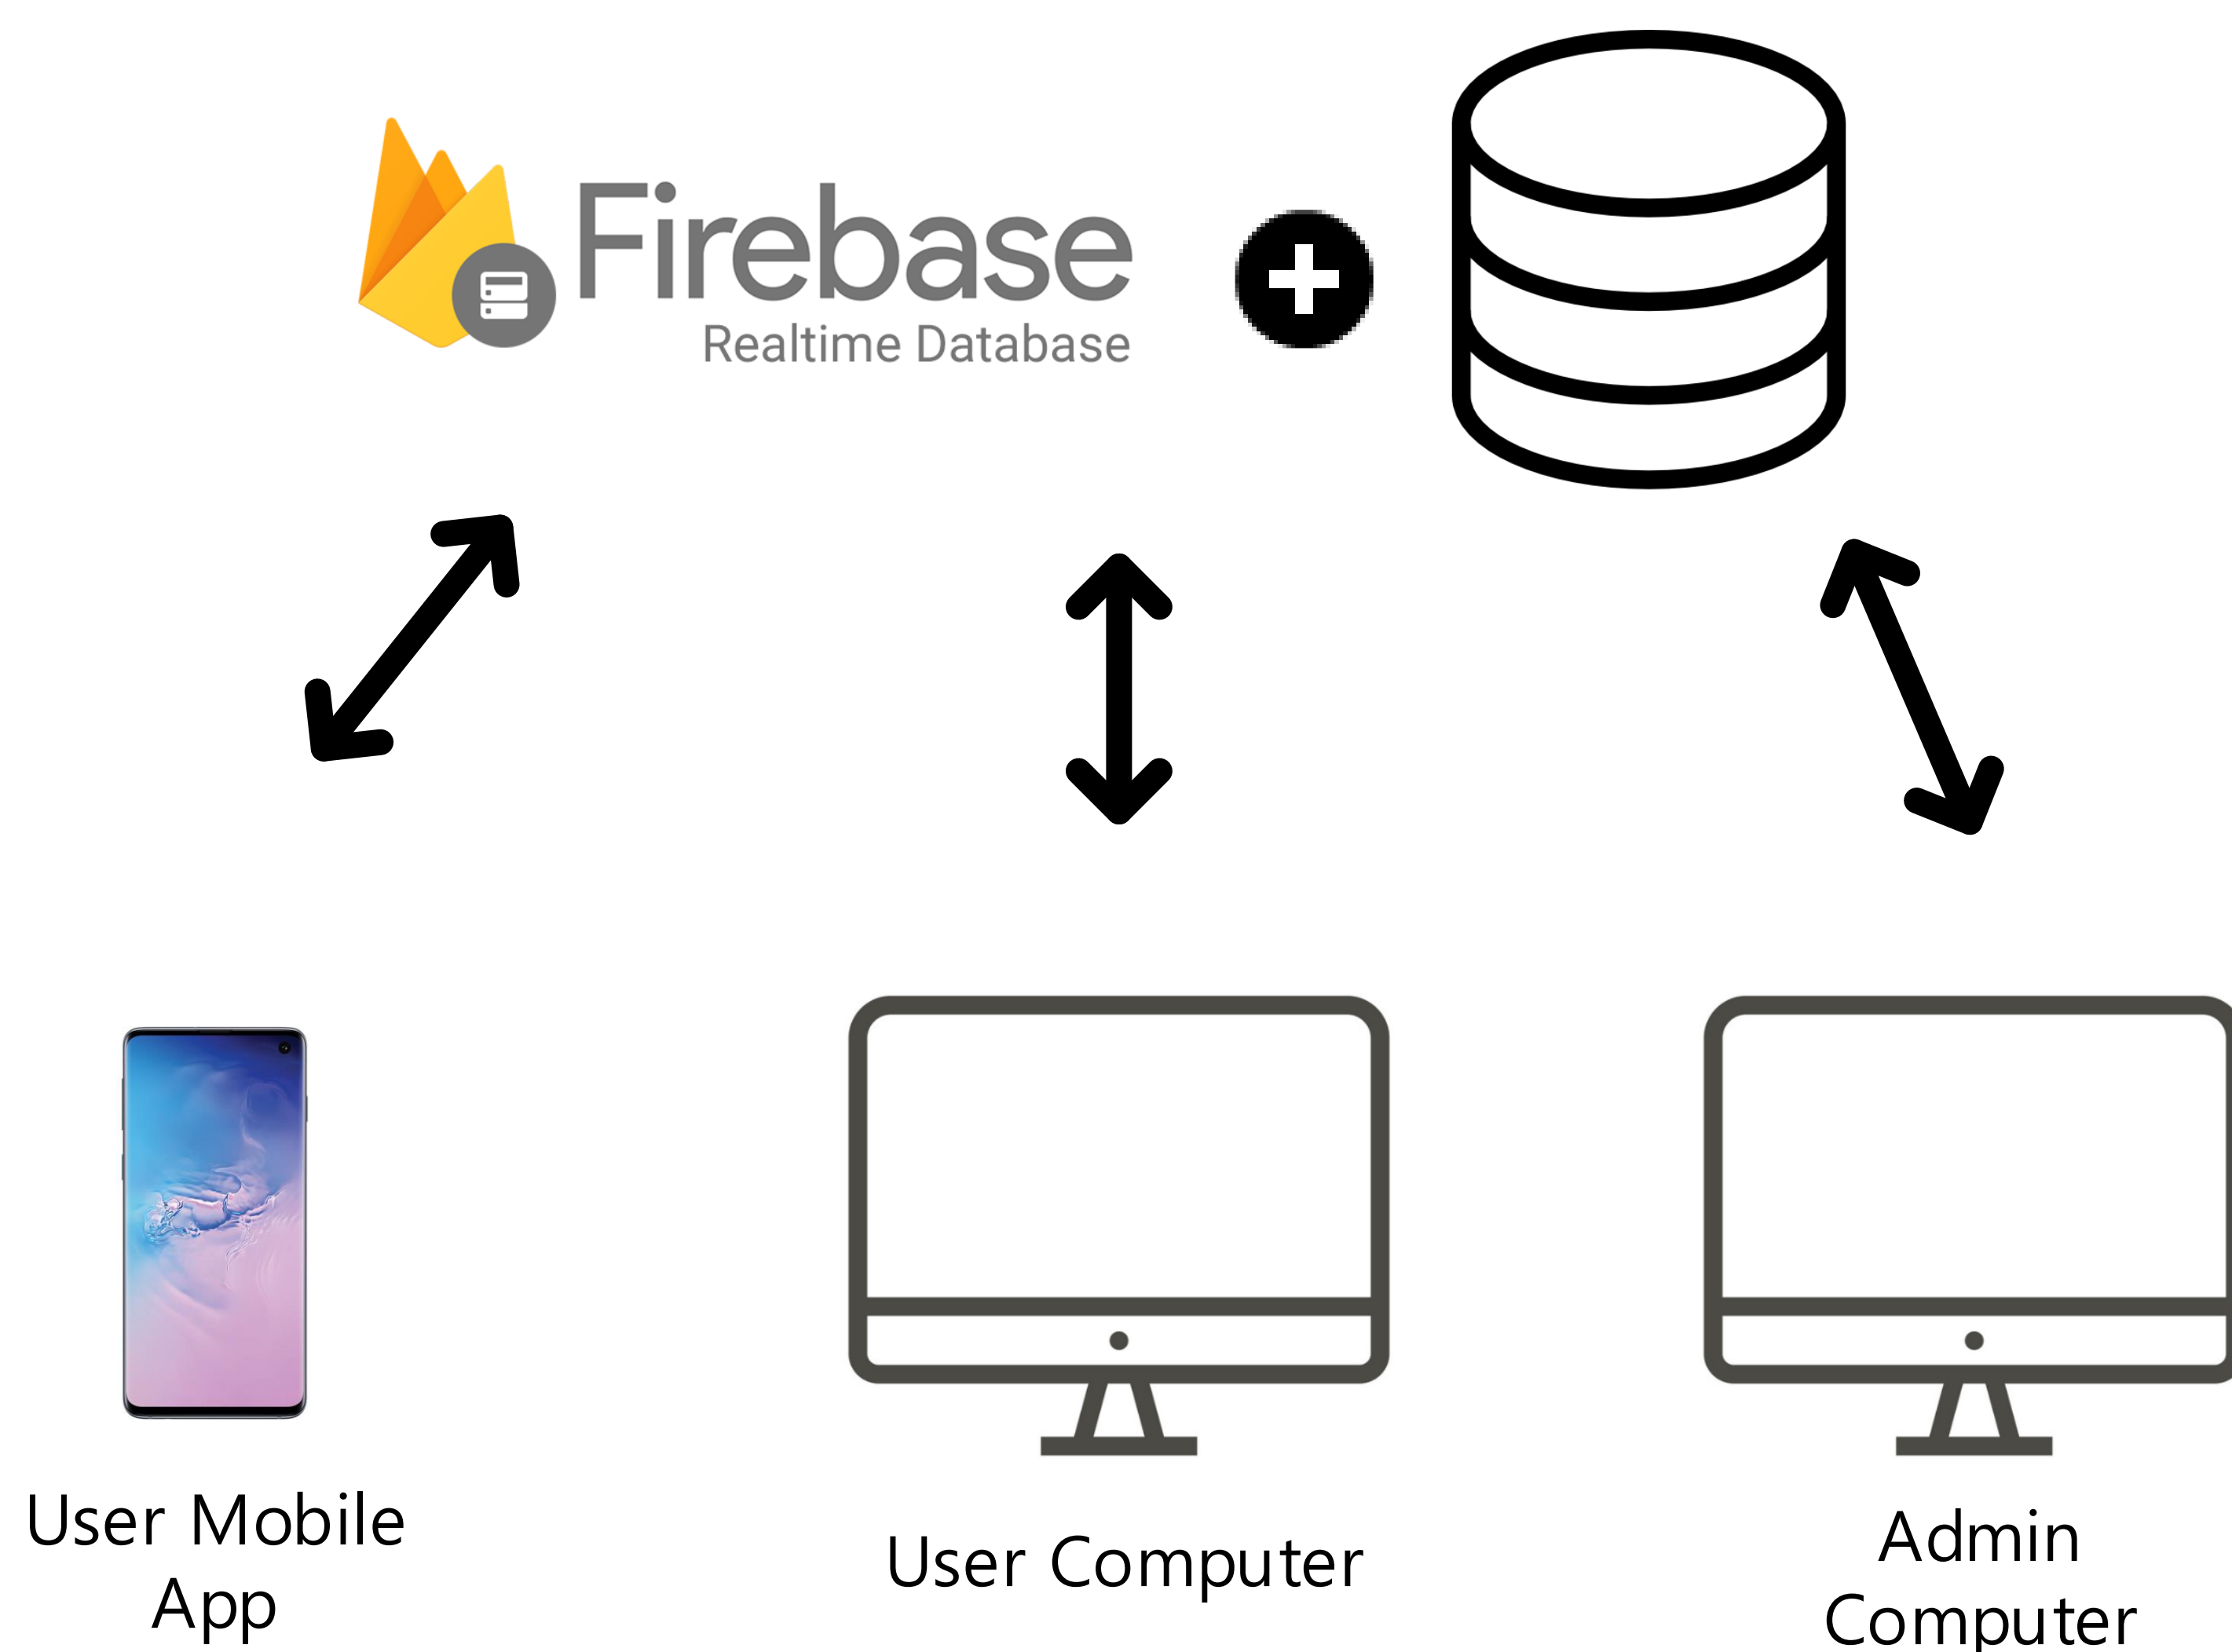 Firebase
Realtime Database
User Mobile
App
User Computer
Admin
Computer